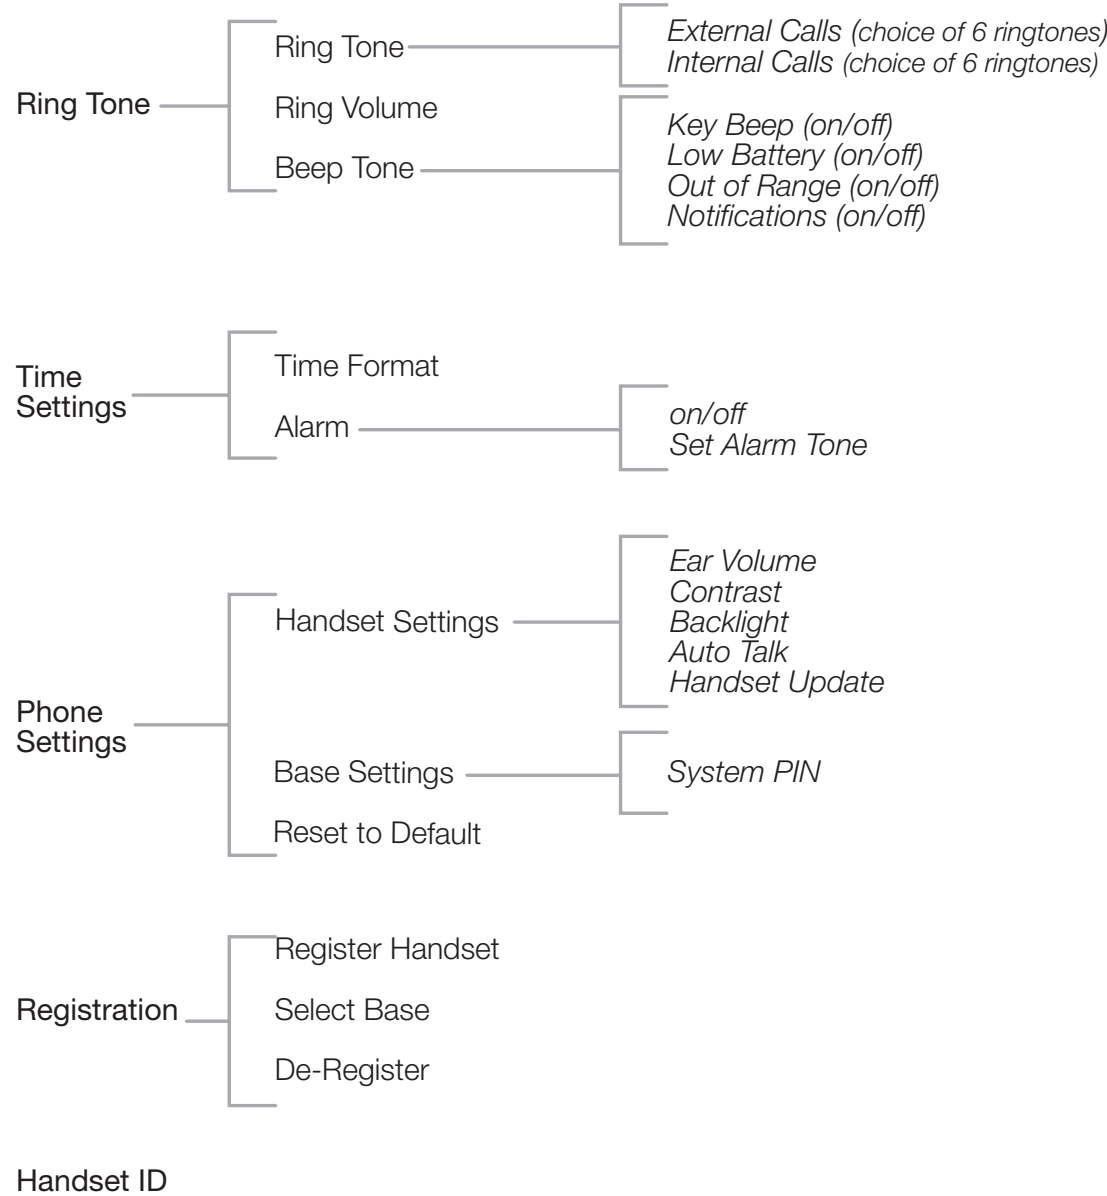 Ring Tone
Ring Tone
External Calls (choice of 6 ringtones)
Internal Calls (choice of 6 ringtones)
Ring Volume
Beep Tone
Key Beep (on/off)
Low Battery (on/off)
Out of Range (on/off)
Notifications (on/off)
Time
Settings
Time Format
Alarm
on/off
Set Alarm Tone
Phone
Settings
Handset Settings
Ear Volume
Contrast
Backlight
Auto Talk
Handset Update
Base Settings
System PIN
Reset to Default
Registration
Register Handset
Select Base
De-Register
Handset ID